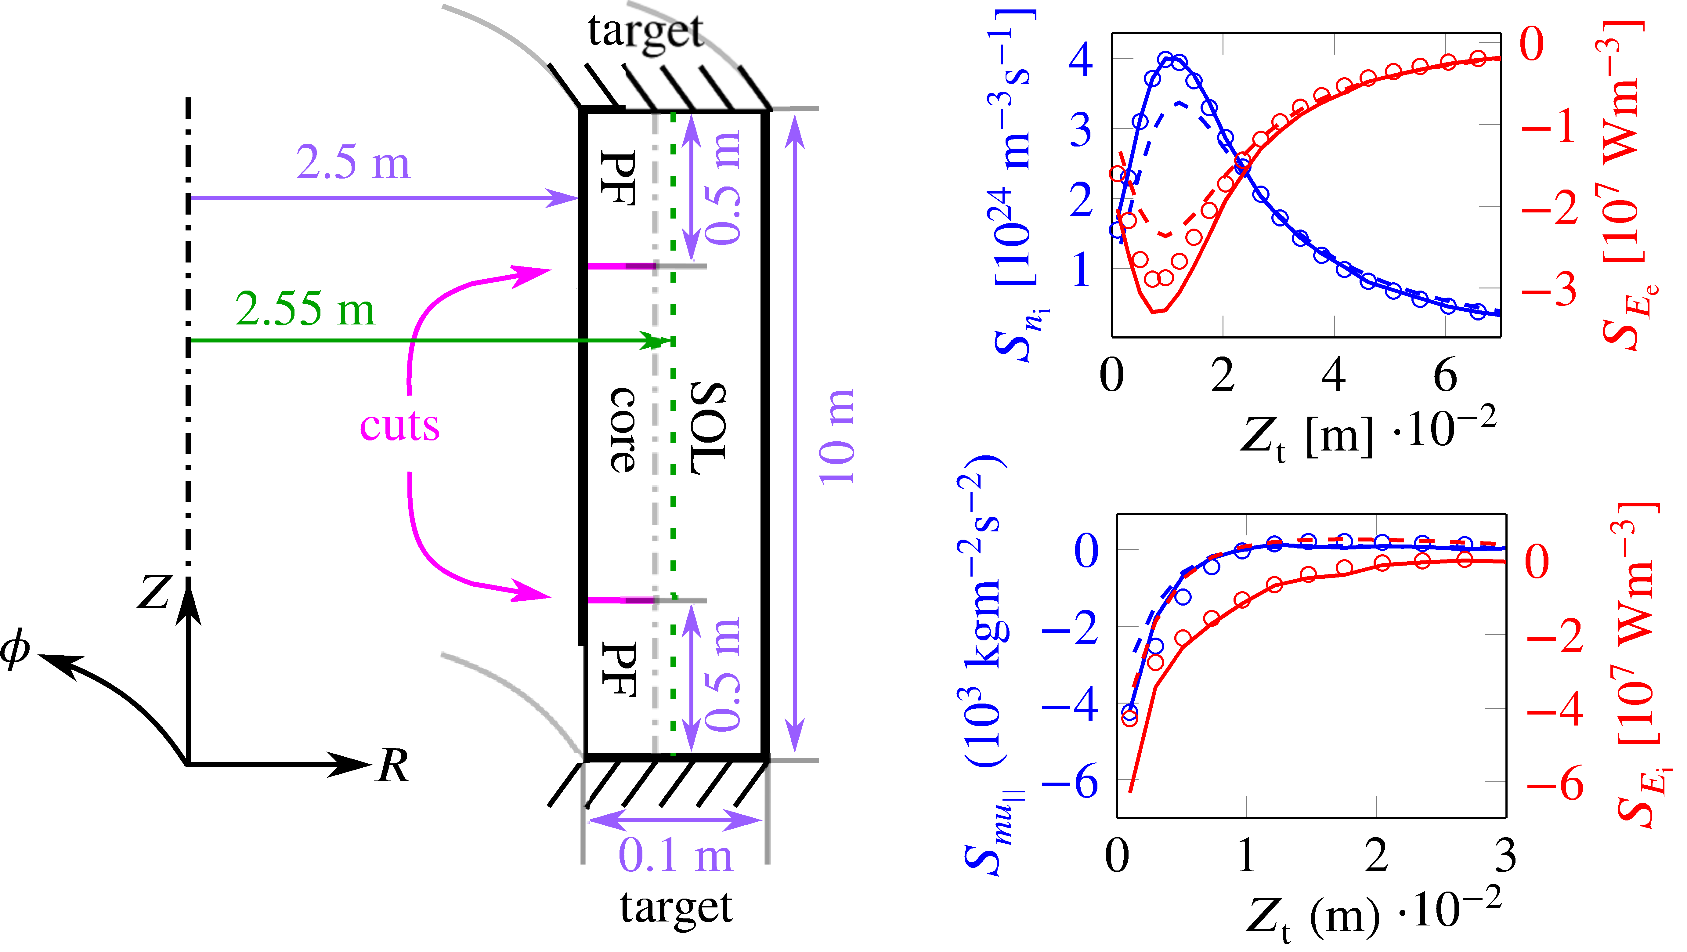 target
2.5 m
PF
0.5 m
2.55 m
cuts
core
SOL
10 m
Z
ϕ
R
PF
0.5 m
0.1 m
target
S_{n_i} [10^{24} m^{−3}s^{−1}]
4
3
2
1
0
−1
−2
−3
S_{E_e} [10^7 Wm^{−3}]
0 2 4 6
Z_t [m] ·10^{−2}
S_{mu_{||}} (10^3 kgm^{−2}s^{−2})
0
−2
−4
−6
0
−2
−4
−6
S_{E_i} [10^7 Wm^{−3}]
0 1 2 3
Z_t (m) ·10^{−2}